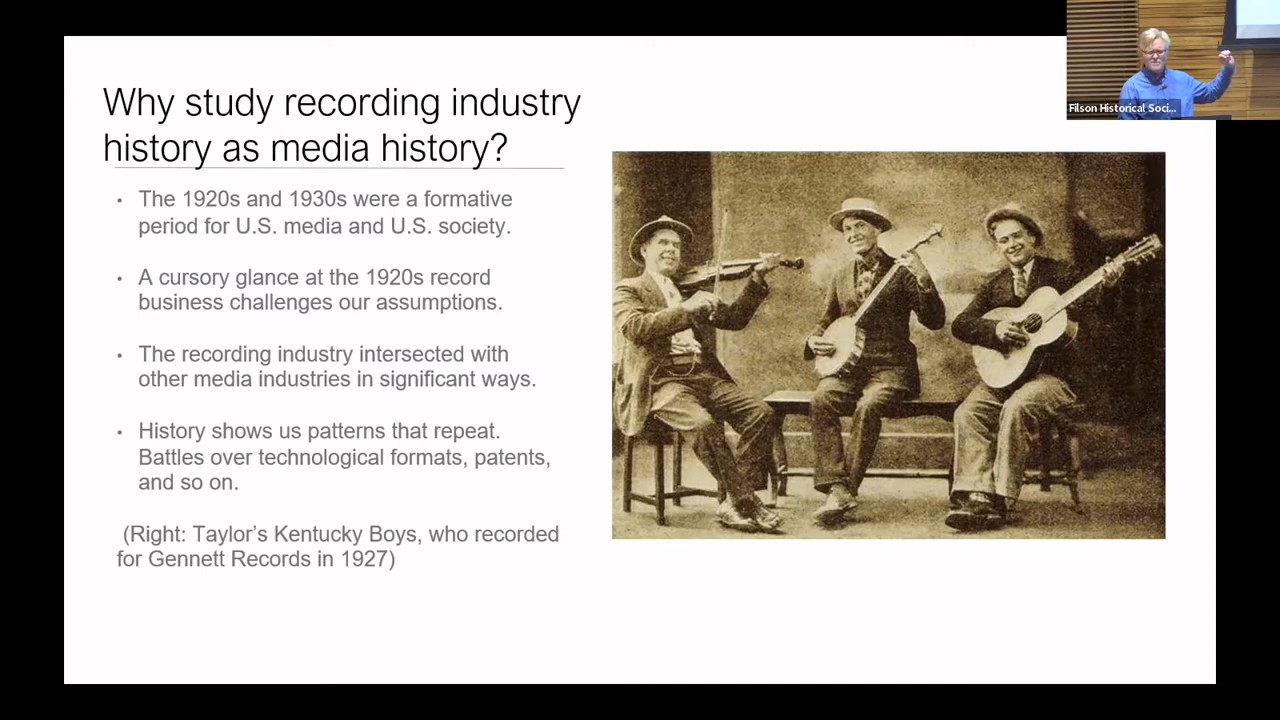 Why study recording industry
history as media history?
• The 1920s and 1930s were a formative
period for U.S. media and U.S. society.
• A cursory glance at the 1920s record
business challenges our assumptions.
• The recording industry intersected with
other media industries in significant ways.
• History shows us patterns that repeat.
Battles over technological formats, patents,
and so on.
(Right: Taylor’s Kentucky Boys, who recorded
for Gennett Records in 1927)
Filson Historical Soci...